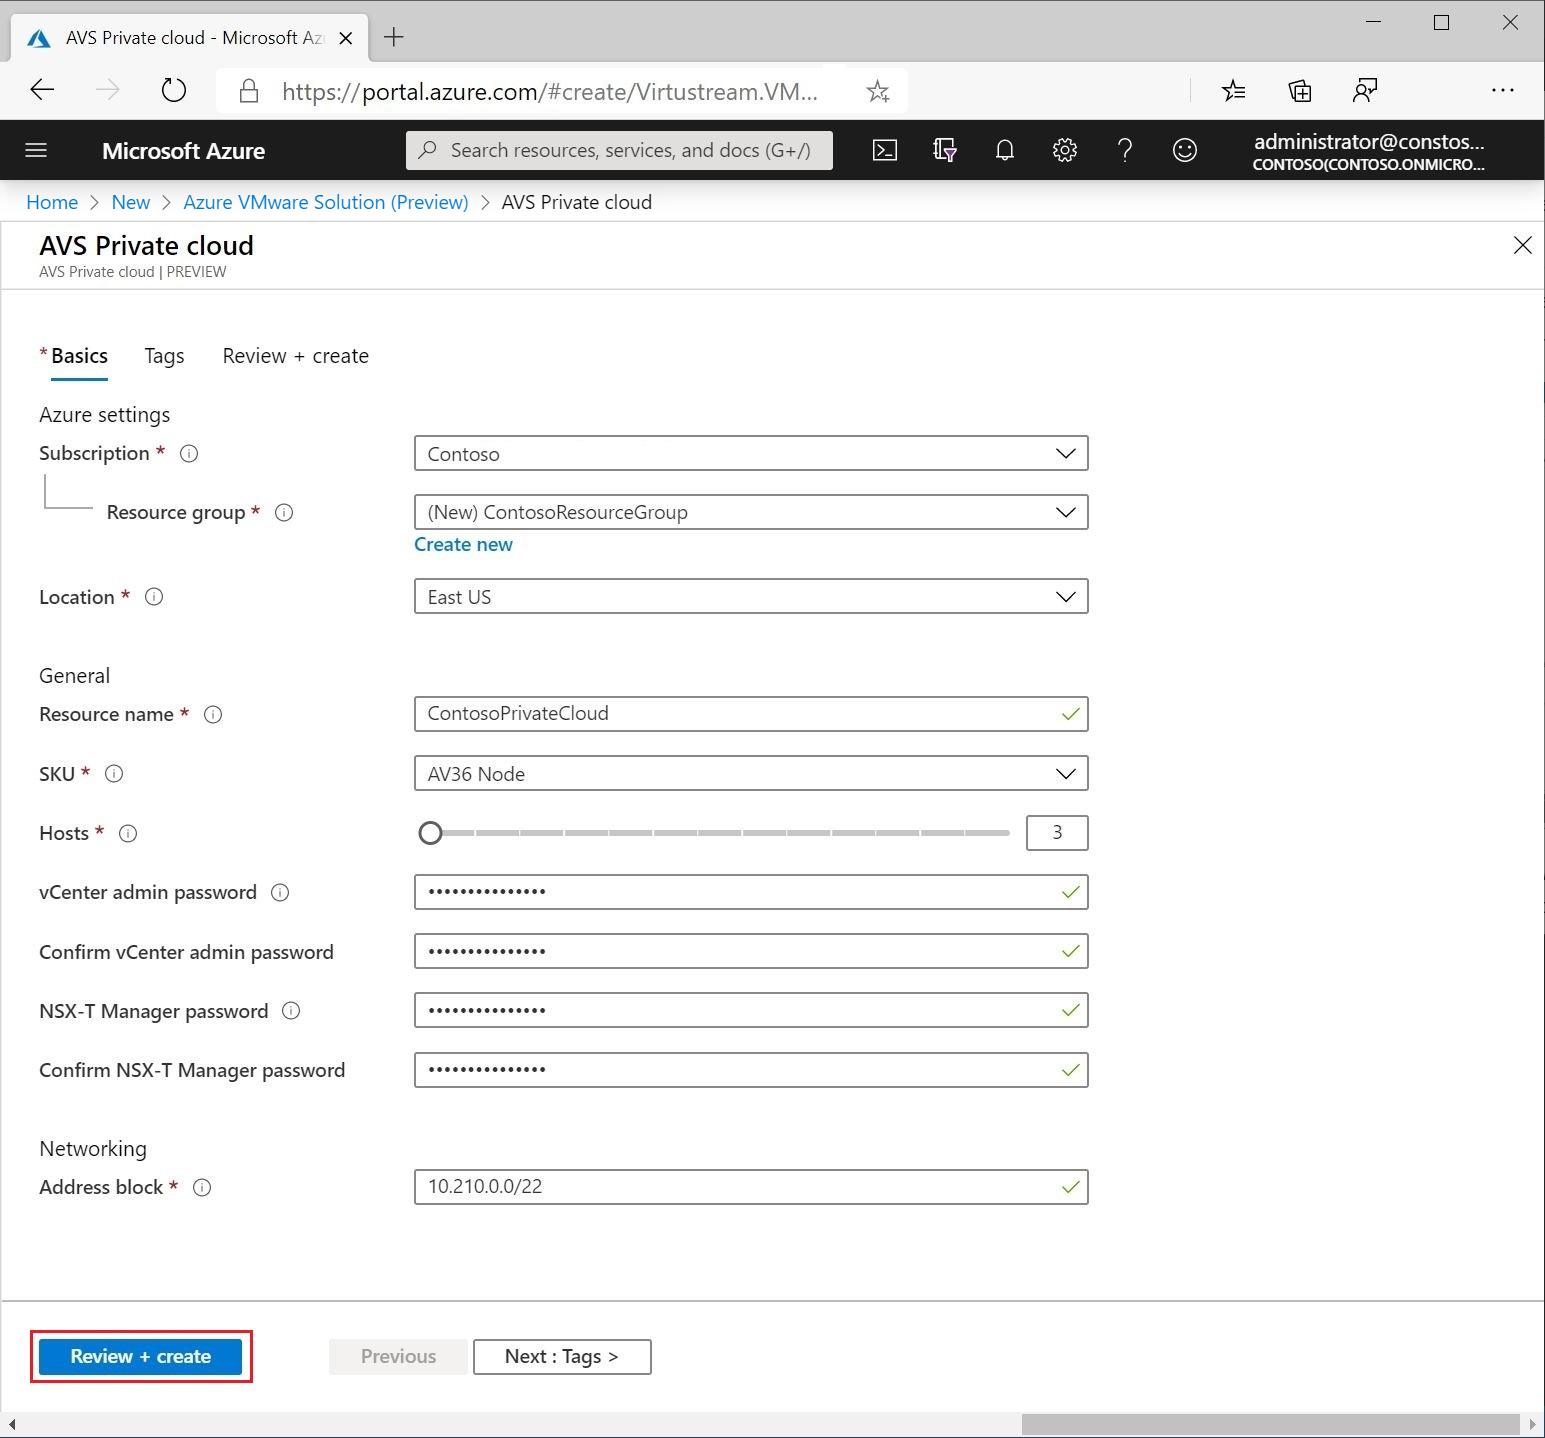 AVS Private cloud - Microsoft Az
https://portal.azure.com/#create/Virtustream.VM...
Microsoft Azure
Search resources, services, and docs (G+/)
administrator@constos...
CONTOSO(CONTOSO.ONMICRO...
Home > New > Azure VMware Solution (Preview) > AVS Private cloud
AVS Private cloud
AVS Private cloud | PREVIEW
* Basics Tags Review + create
Azure settings
Subscription * Contoso
Resource group * (New) ContosoResourceGroup
Create new
Location * East US
General
Resource name * ContosoPrivateCloud
SKU * AV36 Node
Hosts * 3
vCenter admin password •••••••••••••••
Confirm vCenter admin password •••••••••••••••
NSX-T Manager password •••••••••••••••
Confirm NSX-T Manager password •••••••••••••••
Networking
Address block * 10.210.0.0/22
Review + create Previous Next : Tags >